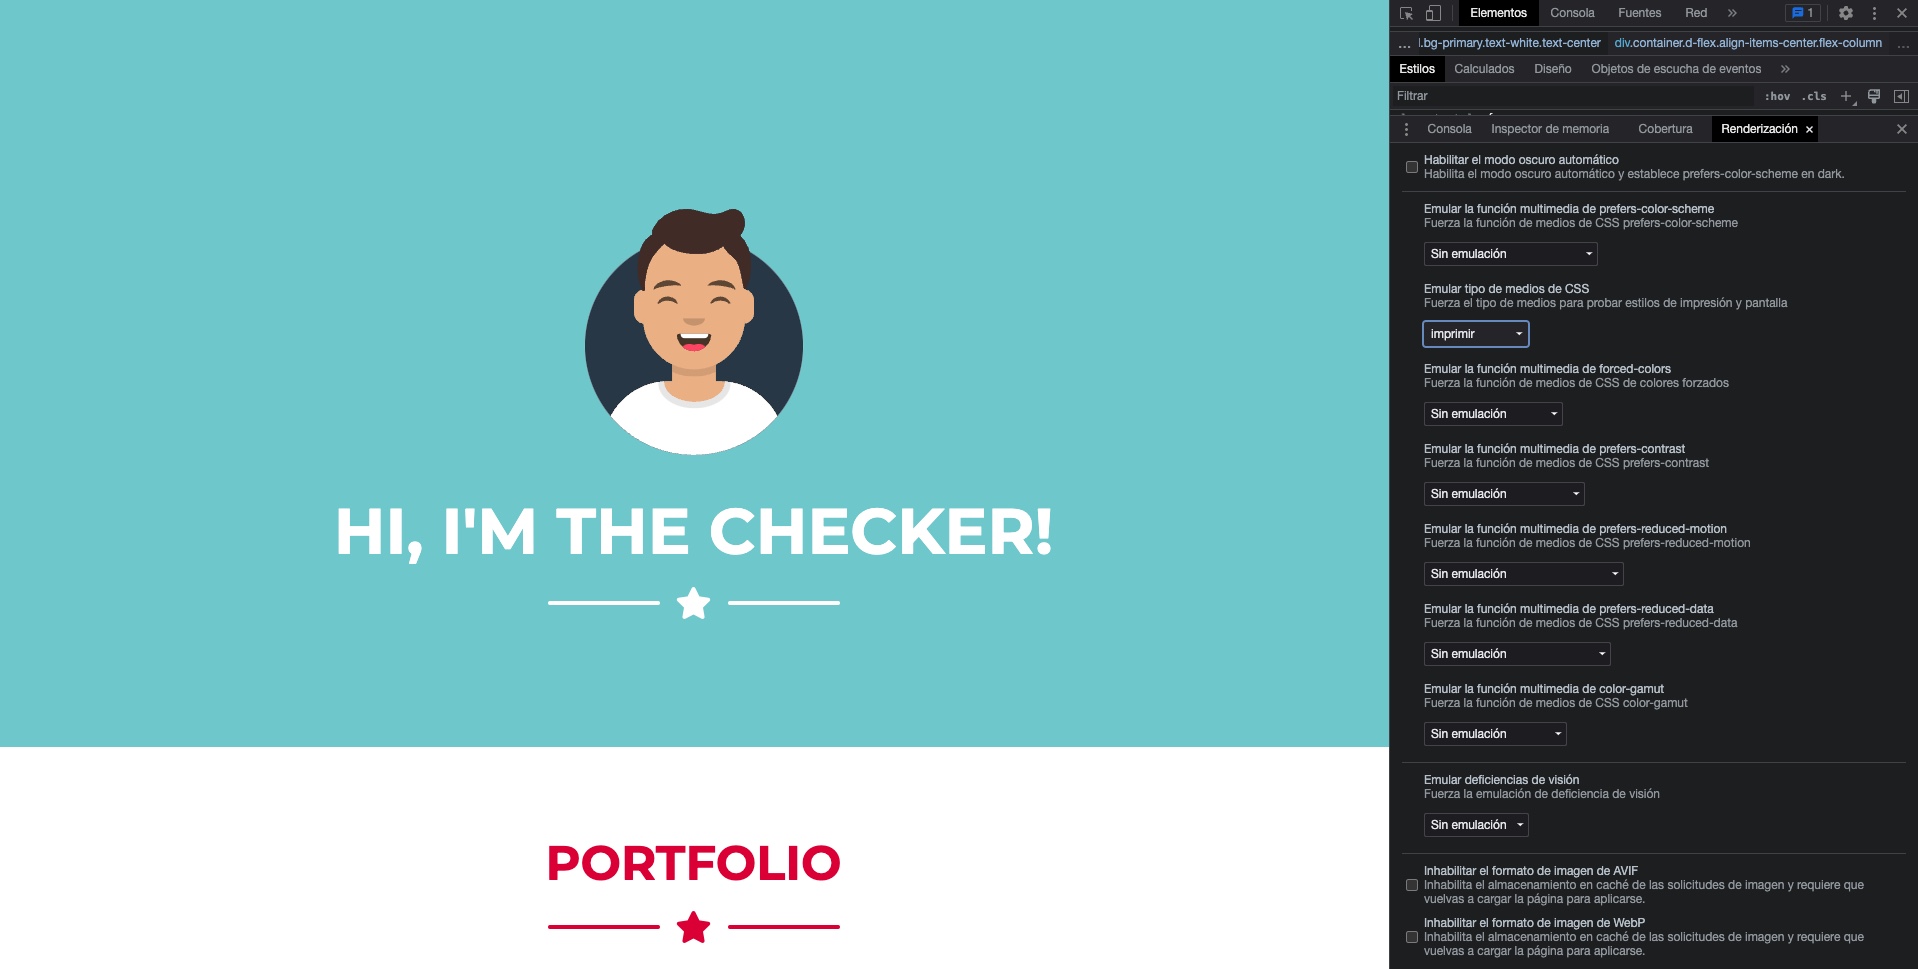 HI, I'M THE CHECKER!
PORTFOLIO
Elementos Consola Fuentes Red » 1
... l.bg-primary.text-white.text-center div.container.d-flex.align-items-center.flex-column ...
Estilos Calculados Diseño Objetos de escucha de eventos »
Filtrar :hov .cls +
Consola Inspector de memoria Cobertura Renderización ×
Habilitar el modo oscuro automático
Habilita el modo oscuro automático y establece prefers-color-scheme en dark.
Emular la función multimedia de prefers-color-scheme
Fuerza la función de medios de CSS prefers-color-scheme
Sin emulación
Emular tipo de medios de CSS
Fuerza el tipo de medios para probar estilos de impresión y pantalla
imprimir
Emular la función multimedia de forced-colors
Fuerza la función de medios de CSS de colores forzados
Sin emulación
Emular la función multimedia de prefers-contrast
Fuerza la función de medios de CSS prefers-contrast
Sin emulación
Emular la función multimedia de prefers-reduced-motion
Fuerza la función de medios de CSS prefers-reduced-motion
Sin emulación
Emular la función multimedia de prefers-reduced-data
Fuerza la función de medios de CSS prefers-reduced-data
Sin emulación
Emular la función multimedia de color-gamut
Fuerza la función de medios de CSS color-gamut
Sin emulación
Emular deficiencias de visión
Fuerza la emulación de deficiencia de visión
Sin emulación
Inhabilitar el formato de imagen de AVIF
Inhabilita el almacenamiento en caché de las solicitudes de imagen y requiere que
vuelvas a cargar la página para aplicarse.
Inhabilitar el formato de imagen de WebP
Inhabilita el almacenamiento en caché de las solicitudes de imagen y requiere que
vuelvas a cargar la página para aplicarse.